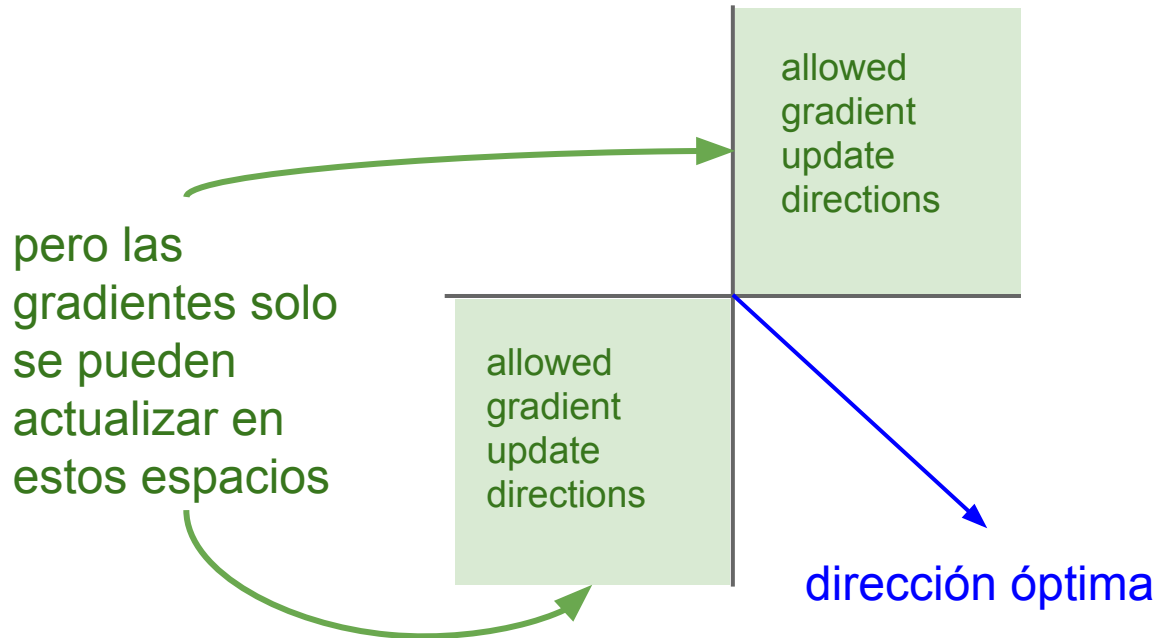 allowed
gradient
update
directions
pero las
gradientes solo
se pueden
actualizar en
estos espacios
allowed
gradient
update
directions
dirección óptima